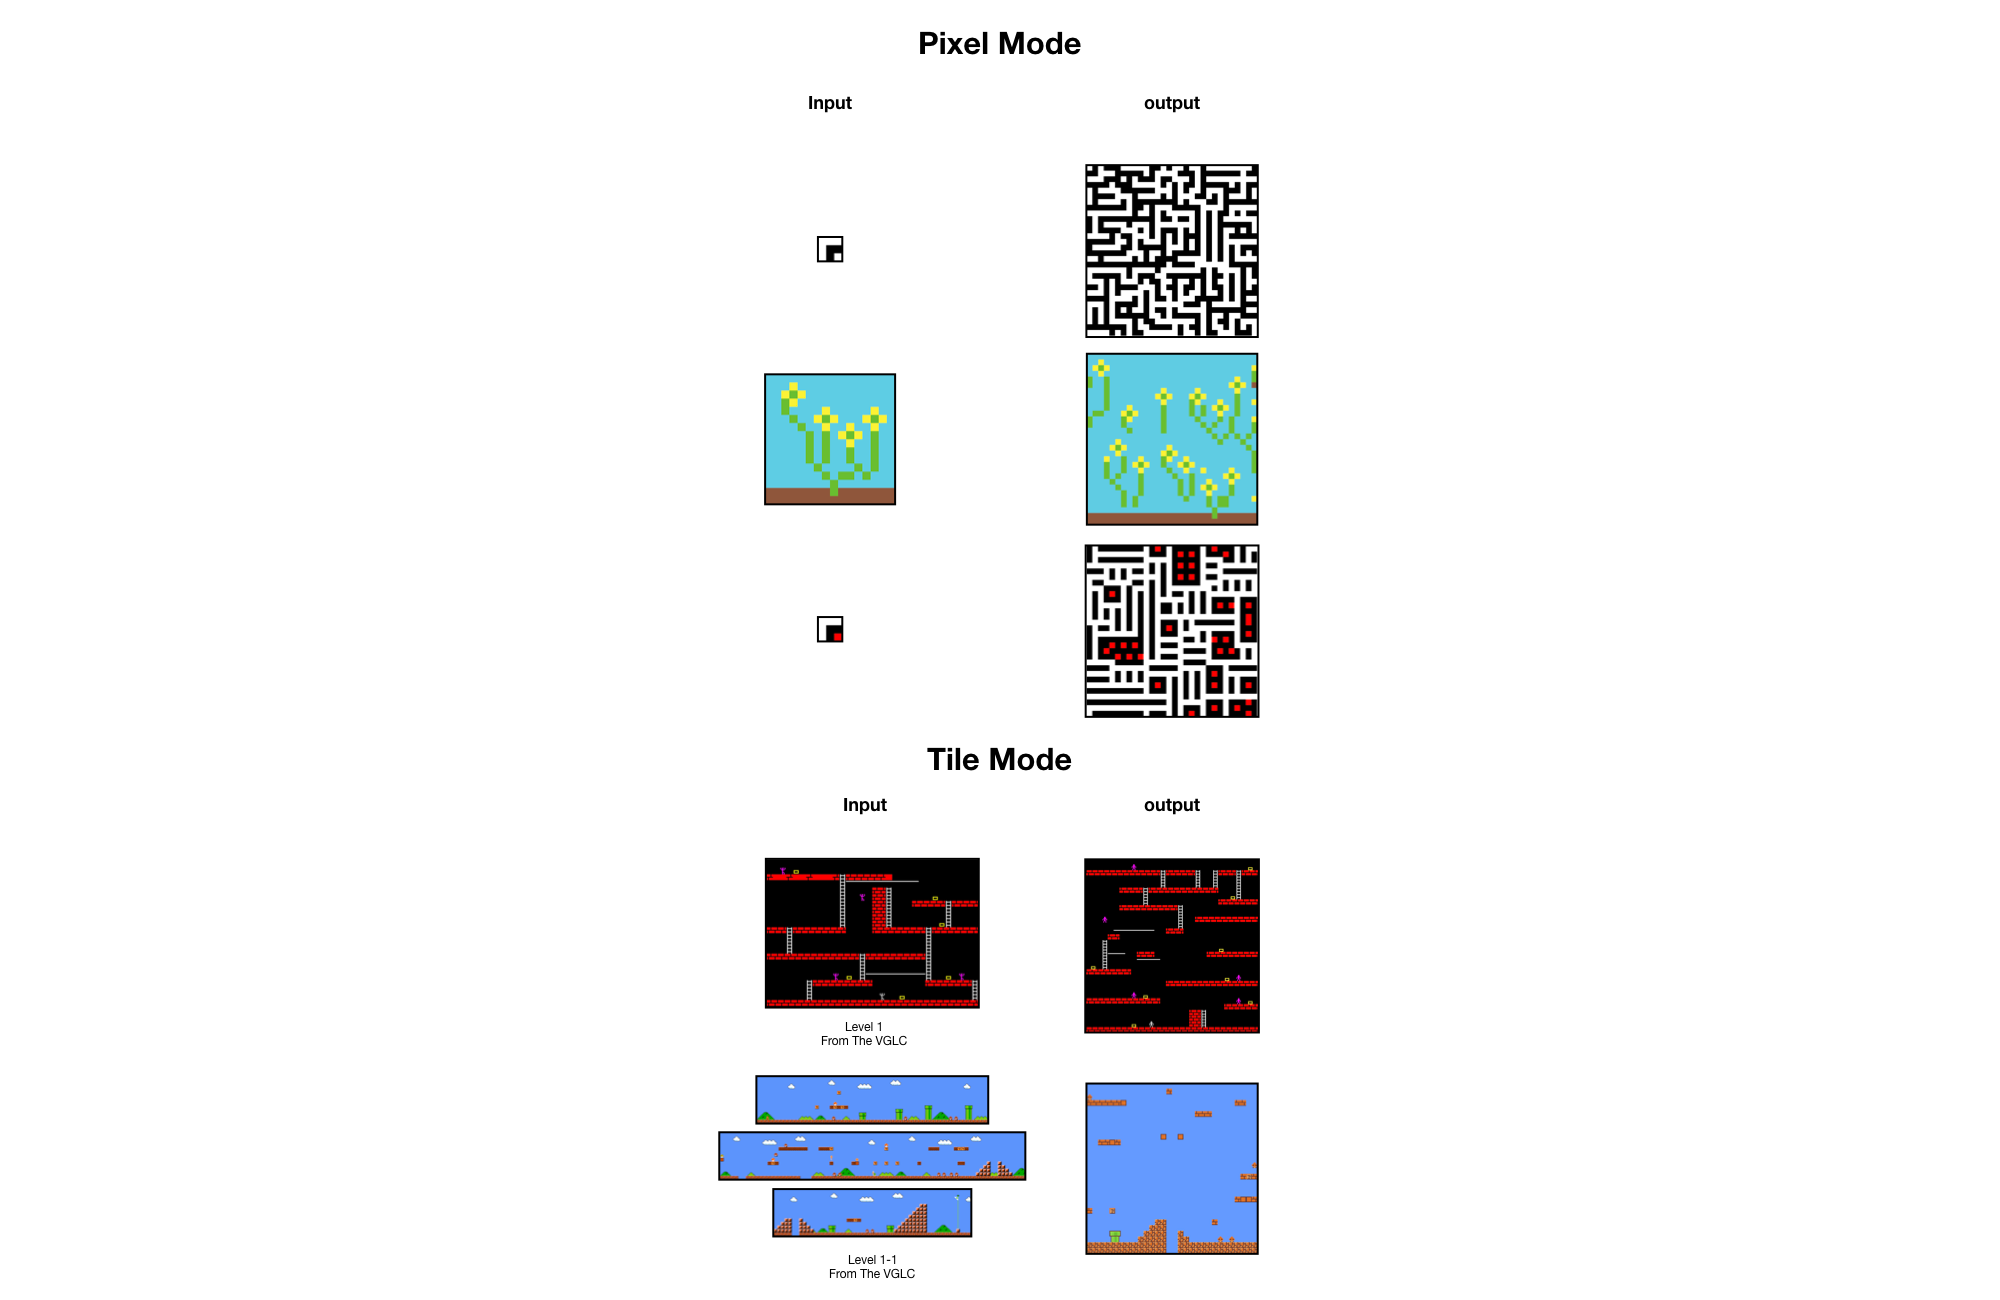 Pixel Mode
Input
output
Tile Mode
Input
output
Level 1
From The VGLC
Level 1-1
From The VGLC